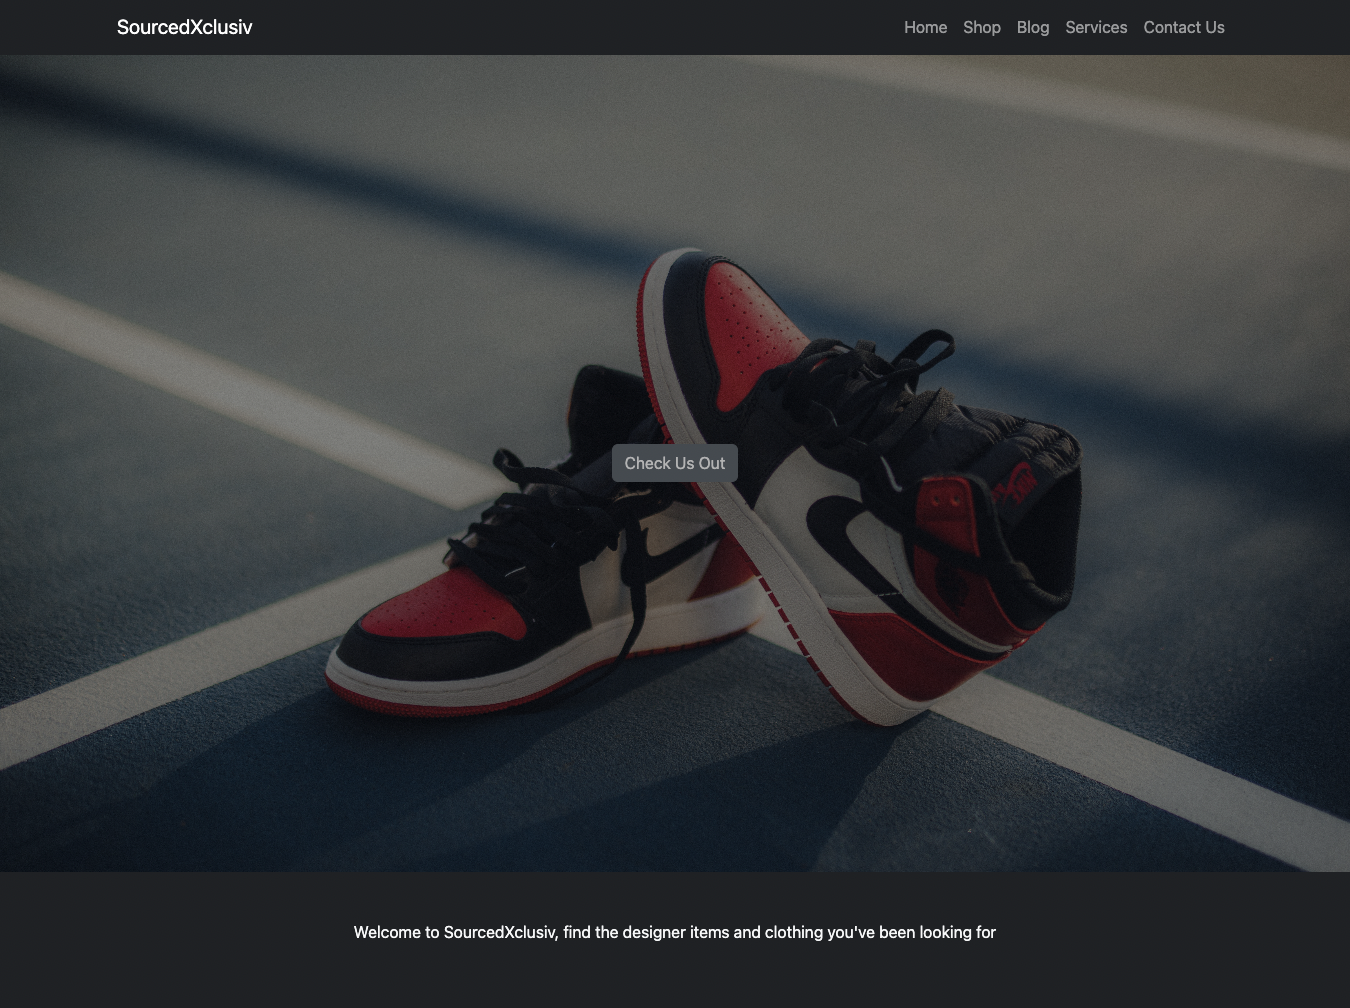 SourcedXclusiv
Home Shop Blog Services Contact Us
Check Us Out
Welcome to SourcedXclusiv, find the designer items and clothing you've been looking for